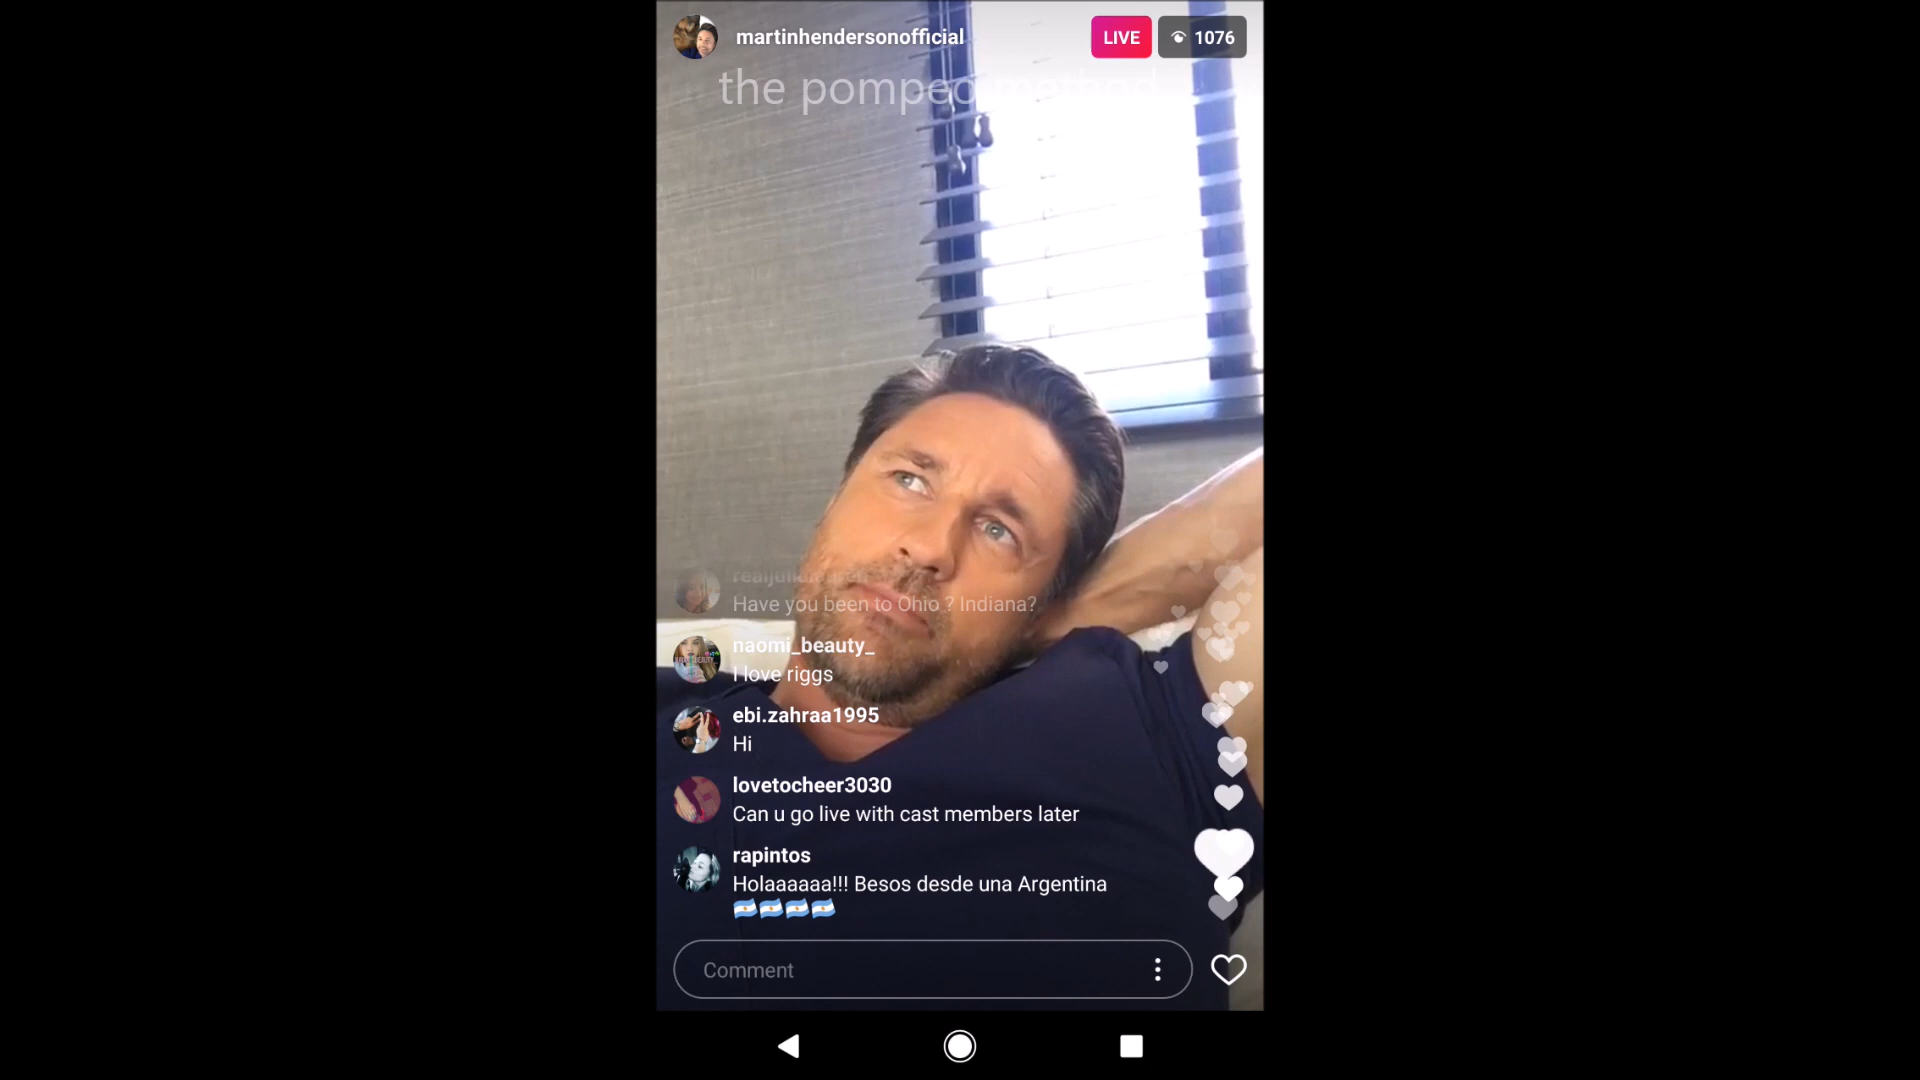 martinhendersonofficial
LIVE
1076
the pompeo method
Have you been to Ohio ? Indiana?
naomi_beauty_
I love riggs
ebi.zahraa1995
Hi
lovetocheer3030
Can u go live with cast members later
rapintos
Holaaaaaa!!! Besos desde una Argentina
🇦🇷🇦🇷🇦🇷🇦🇷
Comment